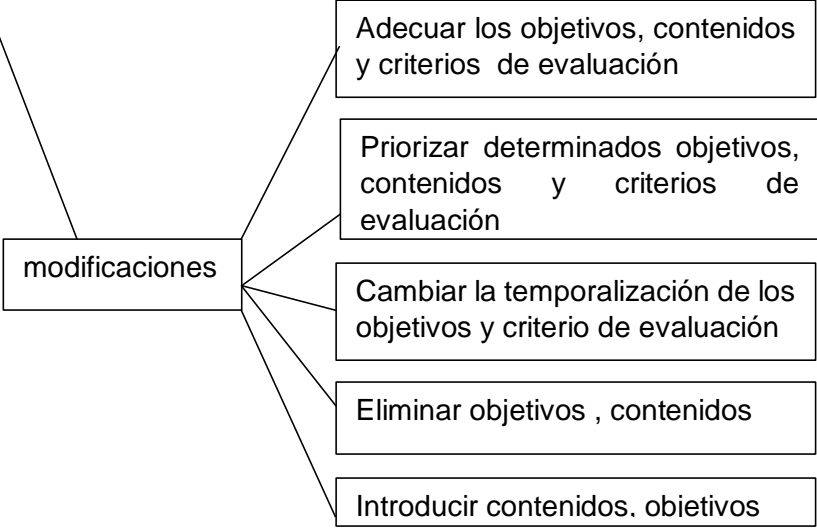 Adecuar los objetivos, contenidos
y criterios de evaluación
Priorizar determinados objetivos,
contenidos y criterios de
evaluación
modificaciones
Cambiar la temporalización de los
objetivos y criterio de evaluación
Eliminar objetivos , contenidos
Introducir contenidos, objetivos